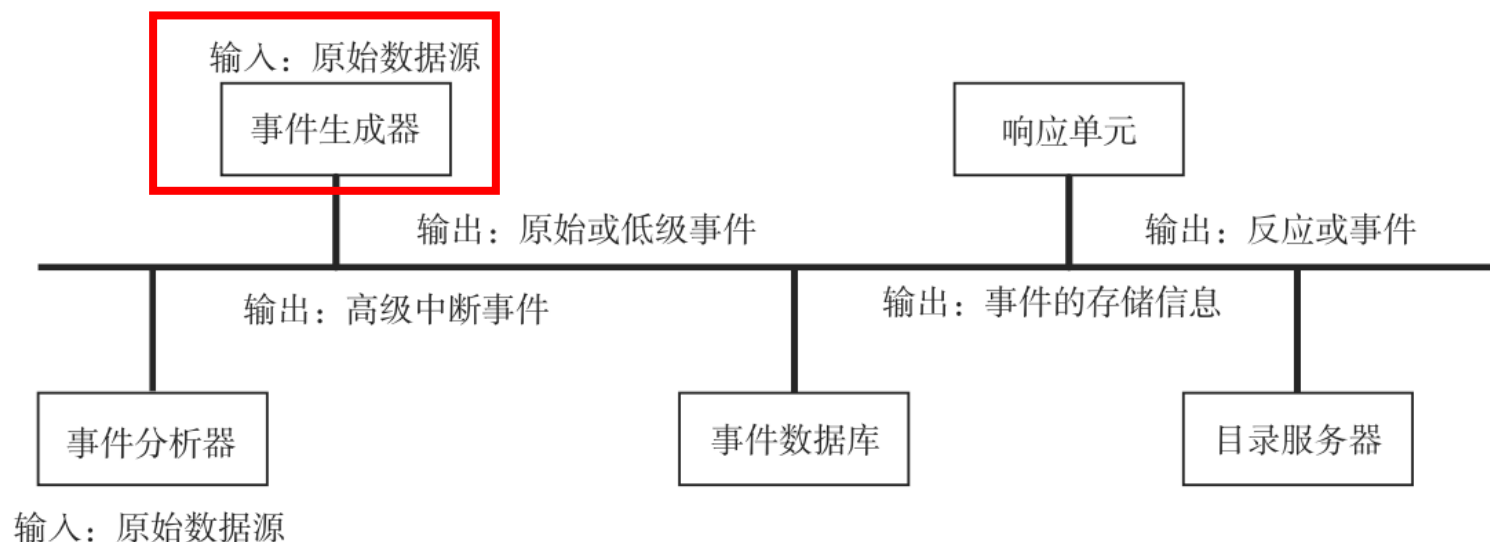 输入：原始数据源
事件生成器
响应单元
输出：原始或低级事件
输出：反应或事件
输出：高级中断事件
输出：事件的存储信息
事件分析器
事件数据库
目录服务器
输入：原始数据源